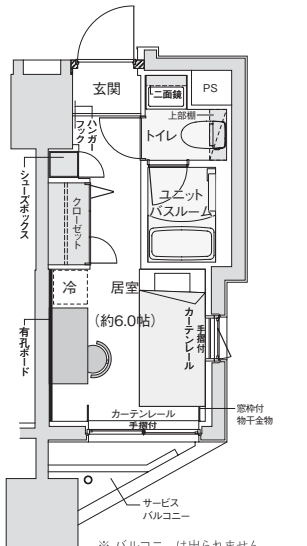 玄関
二面鏡
PS
上部棚
トイレ
ハンガー
フック
シューズボックス
クローゼット
ユニット
バスルーム
冷
居室
(約6.0帖)
カーテンレール
手摺付
有孔ボード
カーテンレール
手摺付
窓枠付
物干金物
サービス
バルコニー
※ バルコニーは出られません